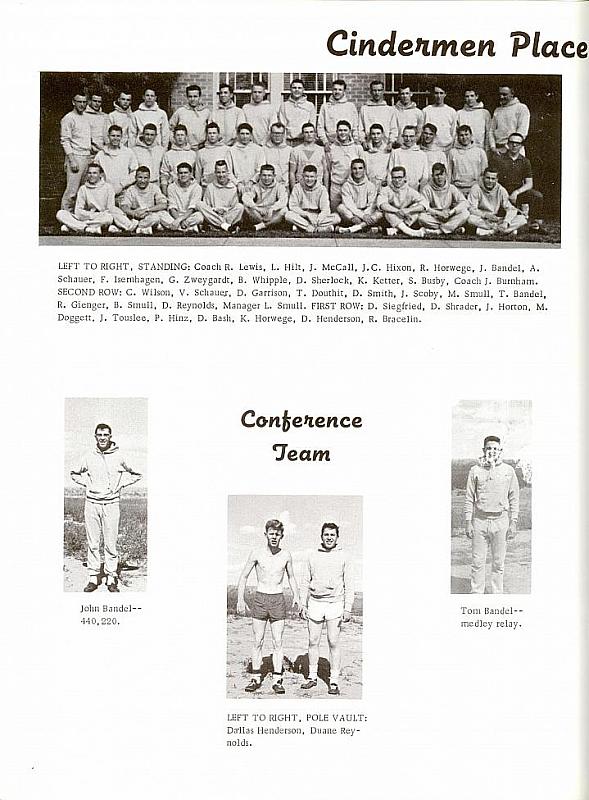 Cindermen Place
LEFT TO RIGHT, STANDING: Coach R. Lewis, L. Hilt, J. McCall, J.C. Hixon, R. Horwege, J. Bandel, A.
Schauer, F. Isernhagen, G. Zweygardt, B. Whipple, D. Sherlock, K. Ketter, S. Busby, Coach J. Burnham.
SECOND ROW: C. Wilson, V. Schauer, D. Garrison, T. Douthit, D. Smith, J. Scoby, M. Smull, T. Bandel,
R. Gienger, B. Smull, D. Reynolds, Manager L. Smull. FIRST ROW: D. Siegfried, D. Shrader, J. Horton, M.
Doggett, J. Touslee, P. Hinz, D. Bash, K. Horwege, D. Henderson, R. Bracelin.
Conference
Team
John Bandel--
440,220.
Tom Bandel--
medley relay.
LEFT TO RIGHT, POLE VAULT:
Dallas Henderson, Duane Rey-
nolds.